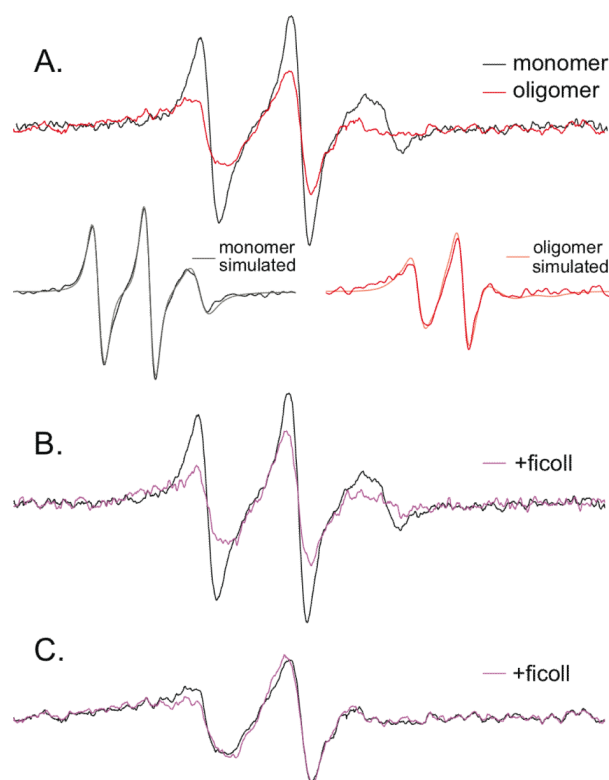 A.
monomer
oligomer
monomer
simulated
oligomer
simulated
B.
+ficoll
C.
+ficoll